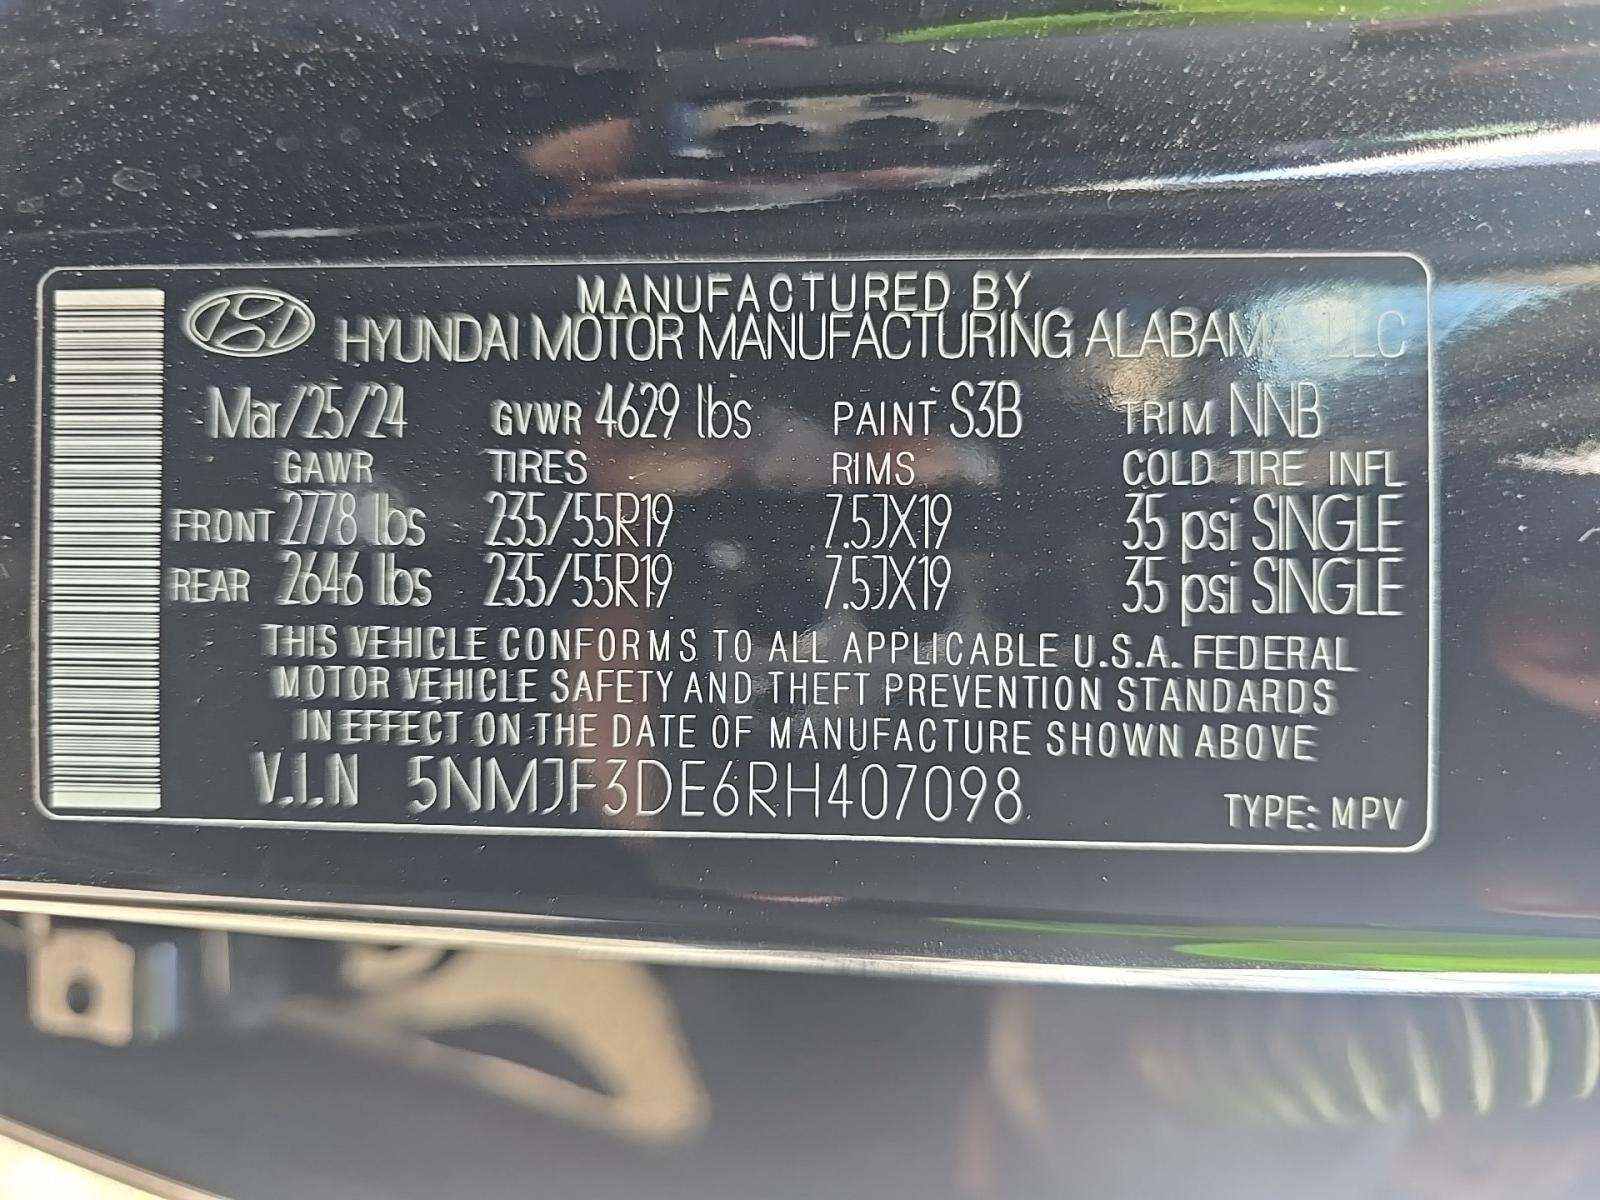 MANUFACTURED BY
HYUNDAI MOTOR MANUFACTURING ALABAMA LLC
Mar/25/24 GVWR 4629 lbs PAINT S3B TRIM NNB
GAWR TIRES RIMS COLD TIRE INFL
FRONT 2778 lbs 235/55R19 7.5JX19 35 psi SINGLE
REAR 2646 lbs 235/55R19 7.5JX19 35 psi SINGLE
THIS VEHICLE CONFORMS TO ALL APPLICABLE U.S.A. FEDERAL
MOTOR VEHICLE SAFETY AND THEFT PREVENTION STANDARDS
IN EFFECT ON THE DATE OF MANUFACTURE SHOWN ABOVE
V.I.N 5NMJF3DE6RH407098 TYPE: MPV